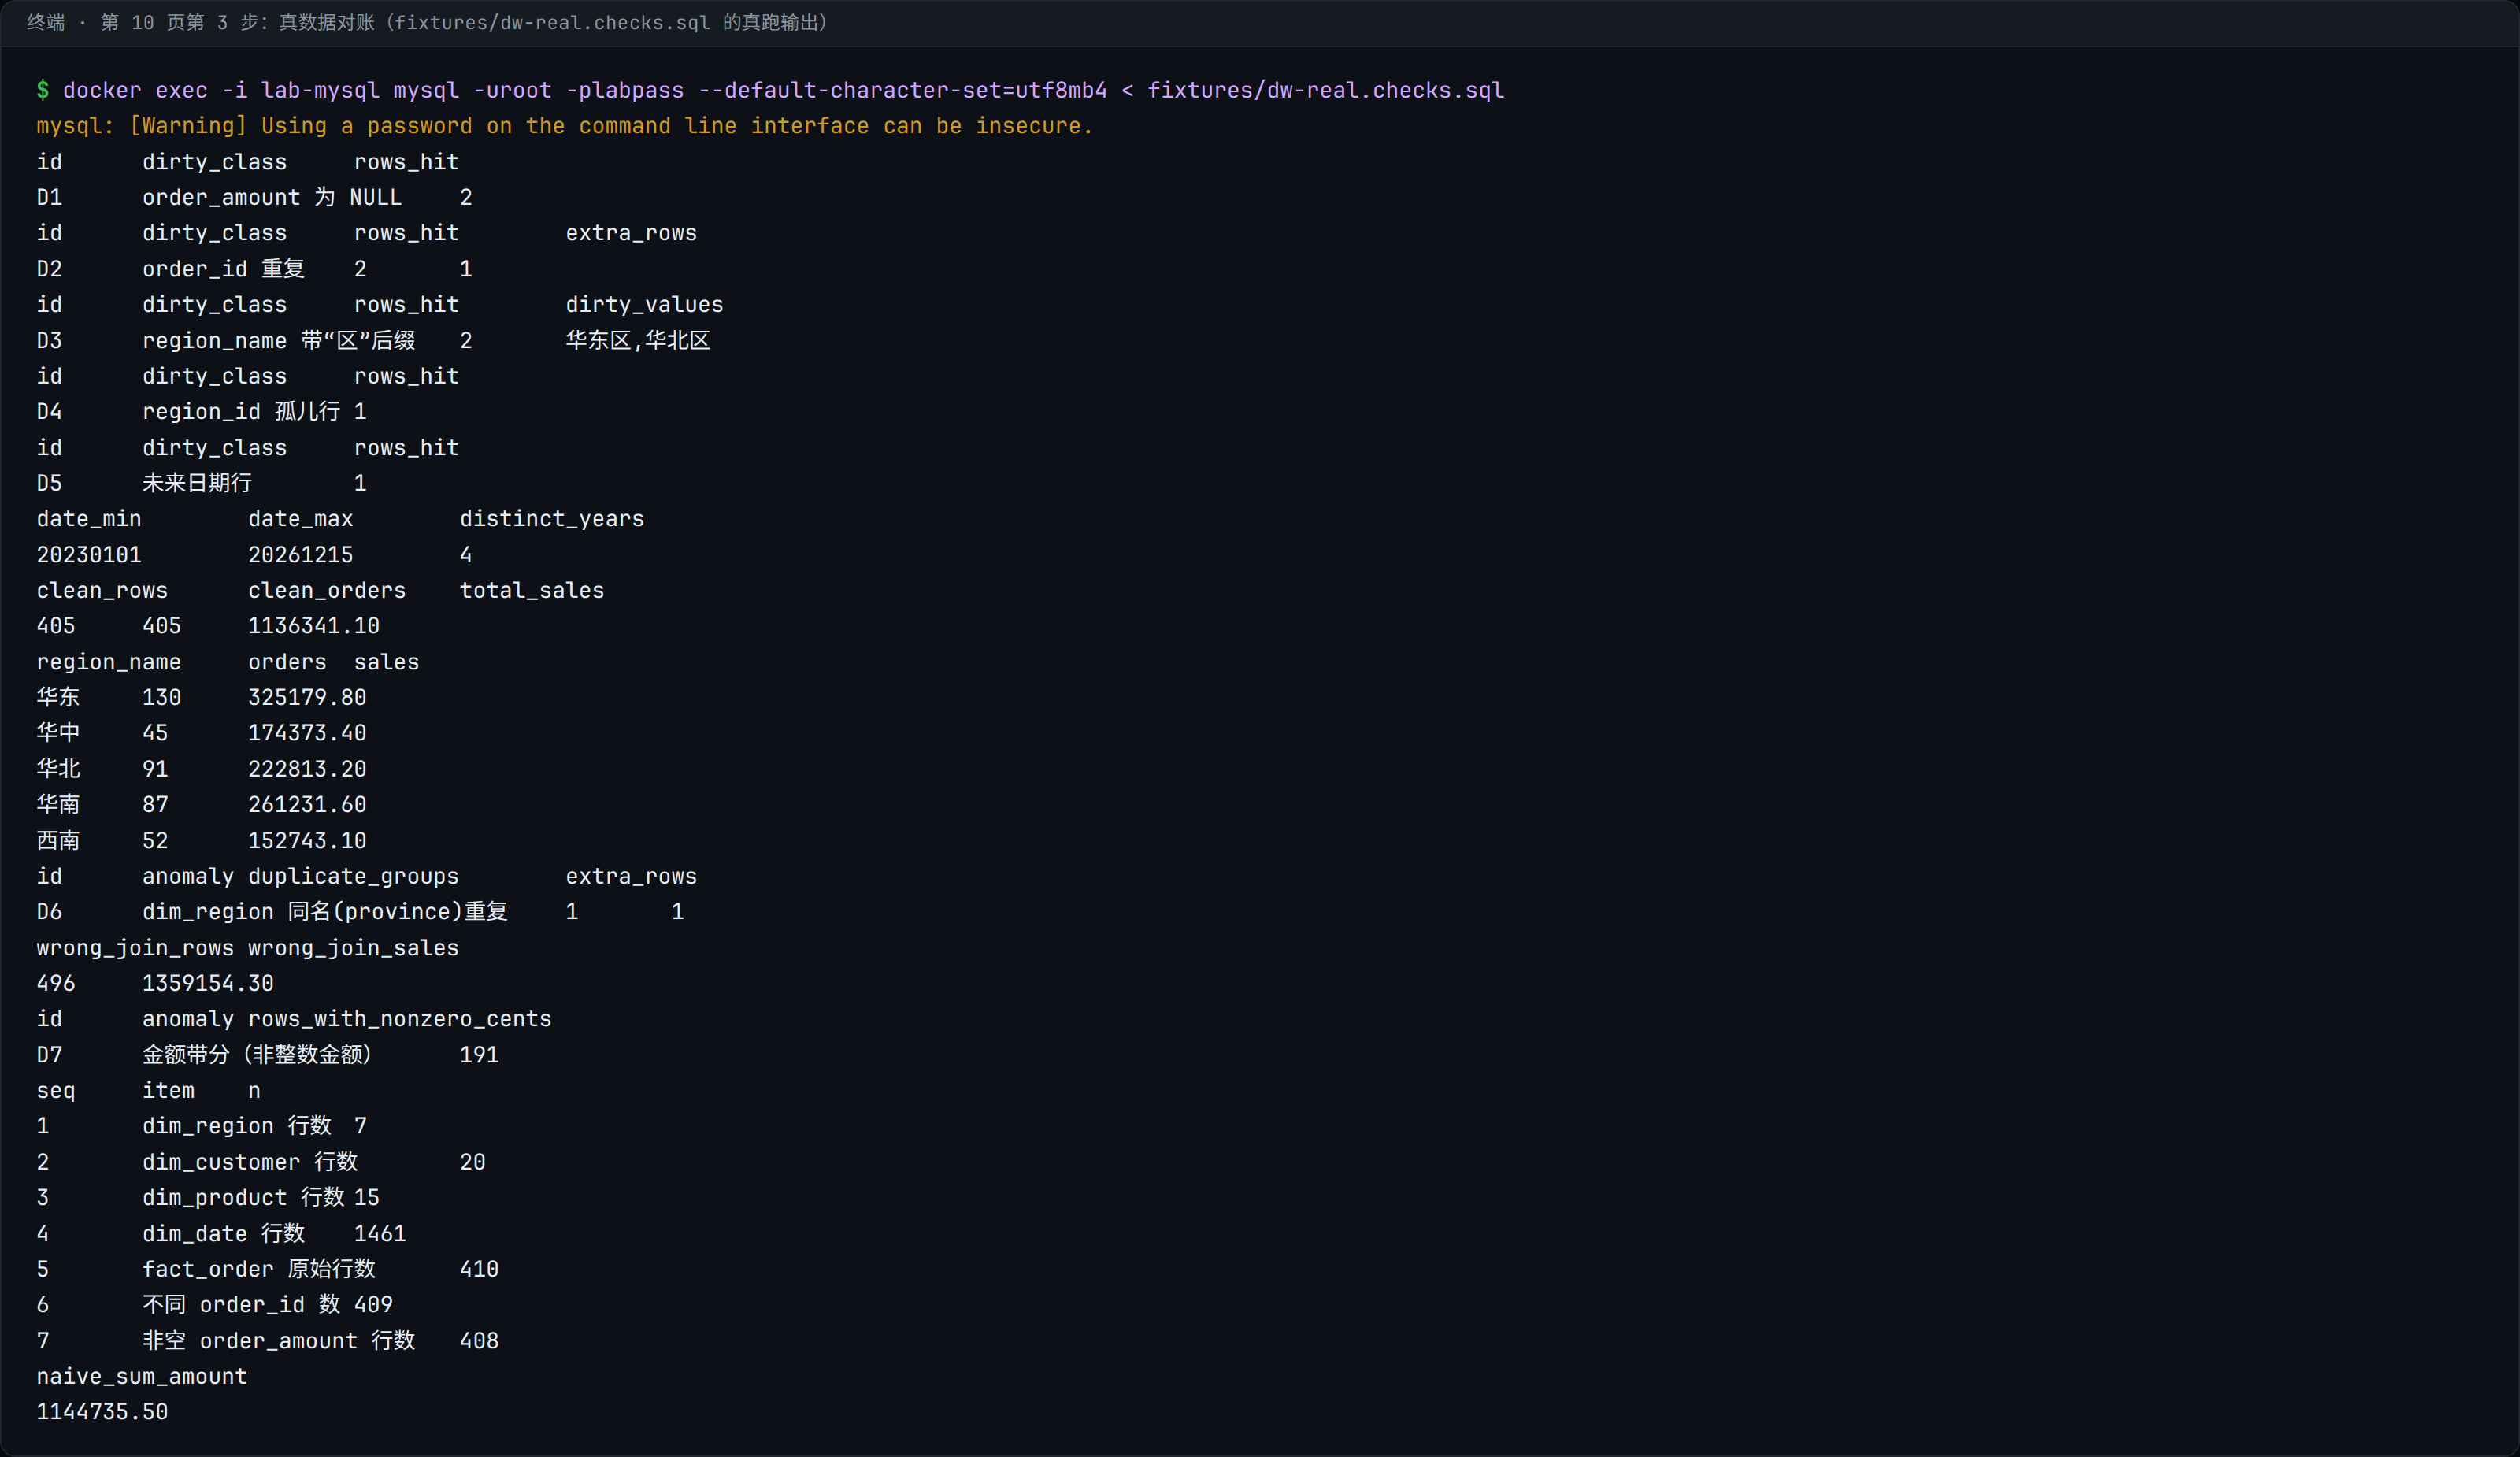 终端 · 第 10 页第 3 步：真数据对账（fixtures/dw-real.checks.sql 的真跑输出）
$ docker exec -i lab-mysql mysql -uroot -plabpass --default-character-set=utf8mb4 < fixtures/dw-real.checks.sql
mysql: [Warning] Using a password on the command line interface can be insecure.
id	dirty_class	rows_hit
D1	order_amount 为 NULL	2
id	dirty_class	rows_hit	extra_rows
D2	order_id 重复	2	1
id	dirty_class	rows_hit	dirty_values
D3	region_name 带“区”后缀	2	华东区,华北区
id	dirty_class	rows_hit
D4	region_id 孤儿行	1
id	dirty_class	rows_hit
D5	未来日期行	1
date_min	date_max	distinct_years
20230101	20261215	4
clean_rows	clean_orders	total_sales
405	405	1136341.10
region_name	orders	sales
华东	130	325179.80
华中	45	174373.40
华北	91	222813.20
华南	87	261231.60
西南	52	152743.10
id	anomaly	duplicate_groups	extra_rows
D6	dim_region 同名(province)重复	1	1
wrong_join_rows	wrong_join_sales
496	1359154.30
id	anomaly	rows_with_nonzero_cents
D7	金额带分（非整数金额）	191
seq	item	n
1	dim_region 行数	7
2	dim_customer 行数	20
3	dim_product 行数	15
4	dim_date 行数	1461
5	fact_order 原始行数	410
6	不同 order_id 数	409
7	非空 order_amount 行数	408
naive_sum_amount
1144735.50